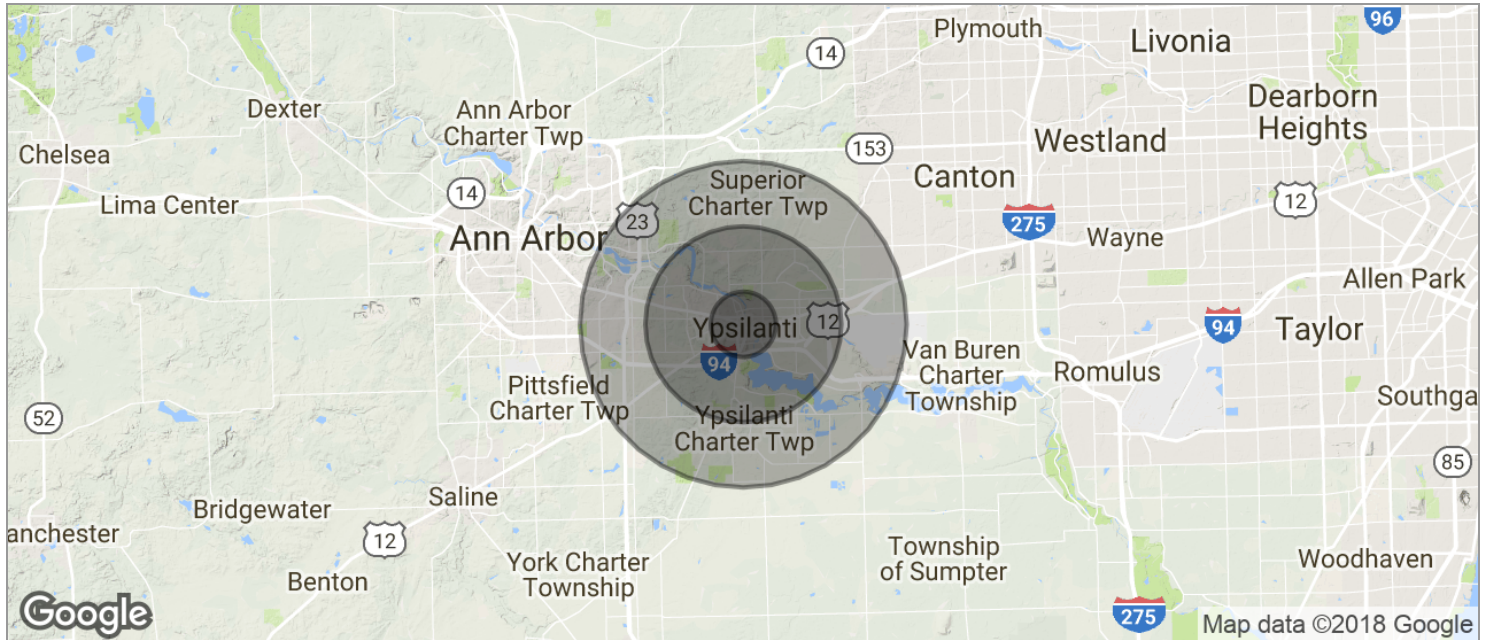 96
Plymouth
Livonia
14
Dexter
Ann Arbor
Charter Twp
Dearborn
Heights
Chelsea
153
Westland
14
Superior
Charter Twp
Canton
Lima Center
12
23
275
Ann Arbor
Wayne
Allen Park
Ypsilanti
12
94
Taylor
94
Van Buren
Charter
Township
Romulus
Pittsfield
Charter Twp
Southga
52
Ypsilanti
Charter Twp
85
Saline
Bridgewater
anchester
12
Township
of Sumpter
York Charter
Township
Woodhaven
Benton
Google
275
Map data ©2018 Google